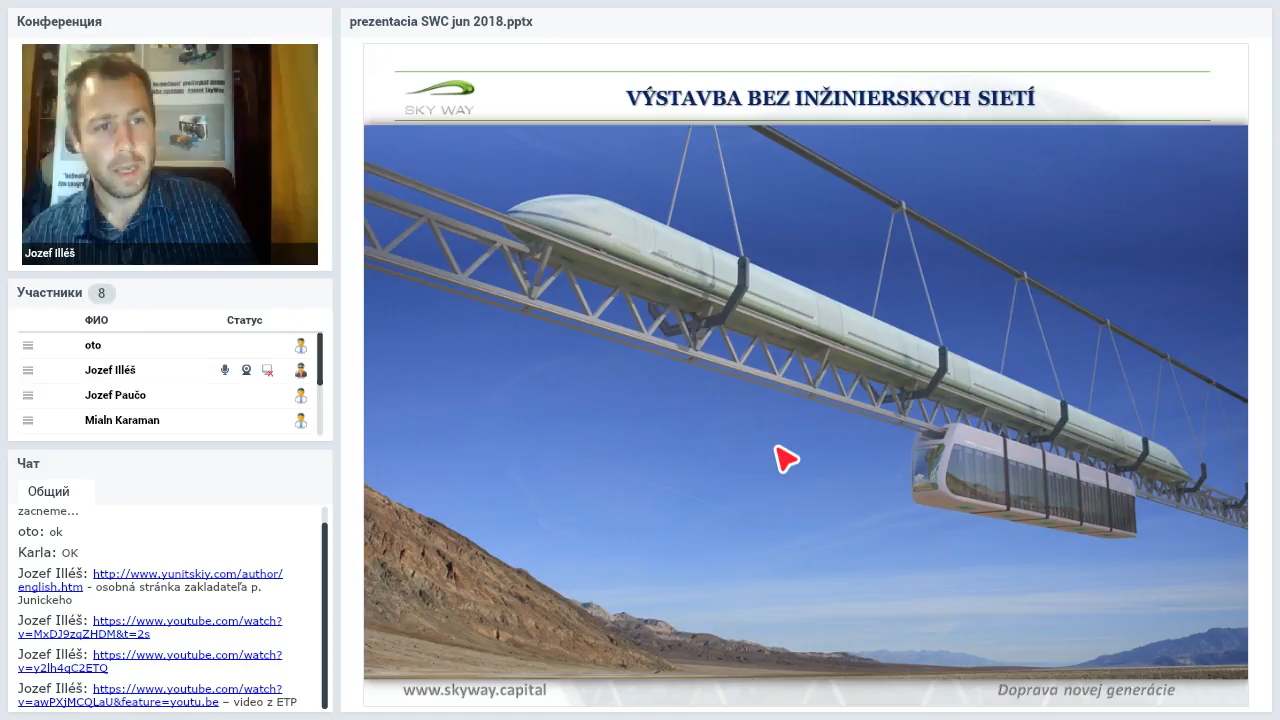 Конференция
Jozef Illéš
Участники 8
ФИО Статус
oto
Jozef Illéš
Jozef Paučo
Mialn Karaman
Чат
Общий
zacneme...
oto: ok
Karla: OK
Jozef Illéš: http://www.yunitskiy.com/author/
english.htm - osobná stránka zakladateľa p.
Junickeho
Jozef Illéš: https://www.youtube.com/watch?
v=MxDJ9zqZHDM&t=2s
Jozef Illéš: https://www.youtube.com/watch?
v=y2lh4qC2ETQ
Jozef Illéš: https://www.youtube.com/watch?
v=awPXjMCQLaU&feature=youtu.be – video z ETP
prezentacia SWC jun 2018.pptx
SKY WAY
VÝSTAVBA BEZ INŽINIERSKYCH SIETÍ
www.skyway.capital
Doprava novej generácie